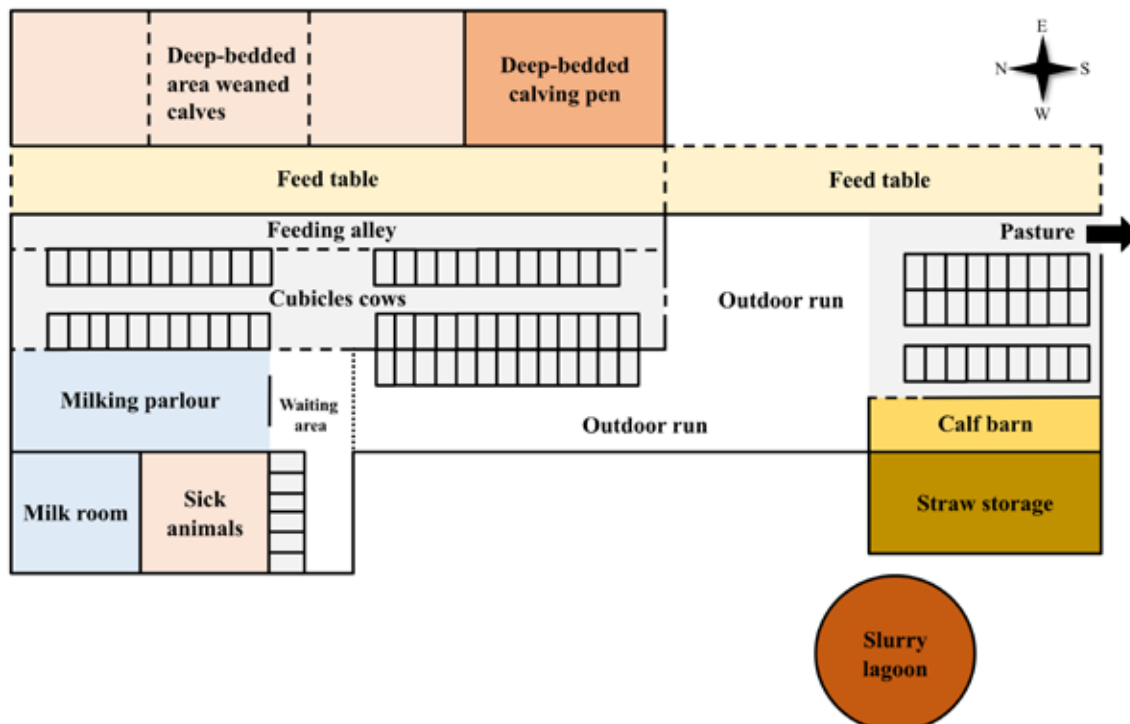 Deep-bedded
area weaned
calves
Deep-bedded
calving pen
E
N
S
W
Feed table
Feed table
Feeding alley
Pasture
Cubicles cows
Outdoor run
Milking parlour
Waiting
area
Outdoor run
Calf barn
Milk room
Sick
animals
Straw storage
Slurry
lagoon